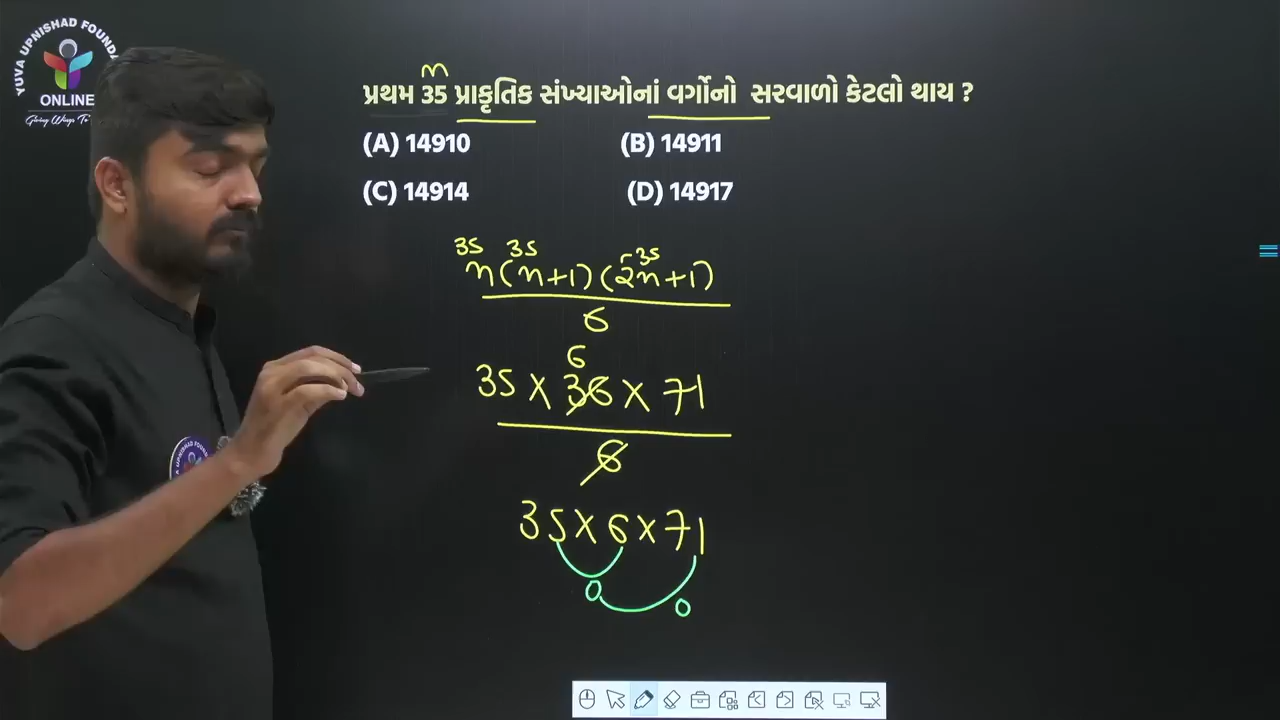 YUVA UPNISHAD FOUNDA
ONLINE
n
પ્રથમ 35 પ્રાકૃતિક સંખ્યાઓનાં વર્ગોનો સરવાળો કેટલો થાય ?
(A) 14910 (B) 14911
(C) 14914 (D) 14917
35 35 35
n(n+1)(2n+1)
6
6
35 x 36 x 71
6
35 x 6 x 71
0
0